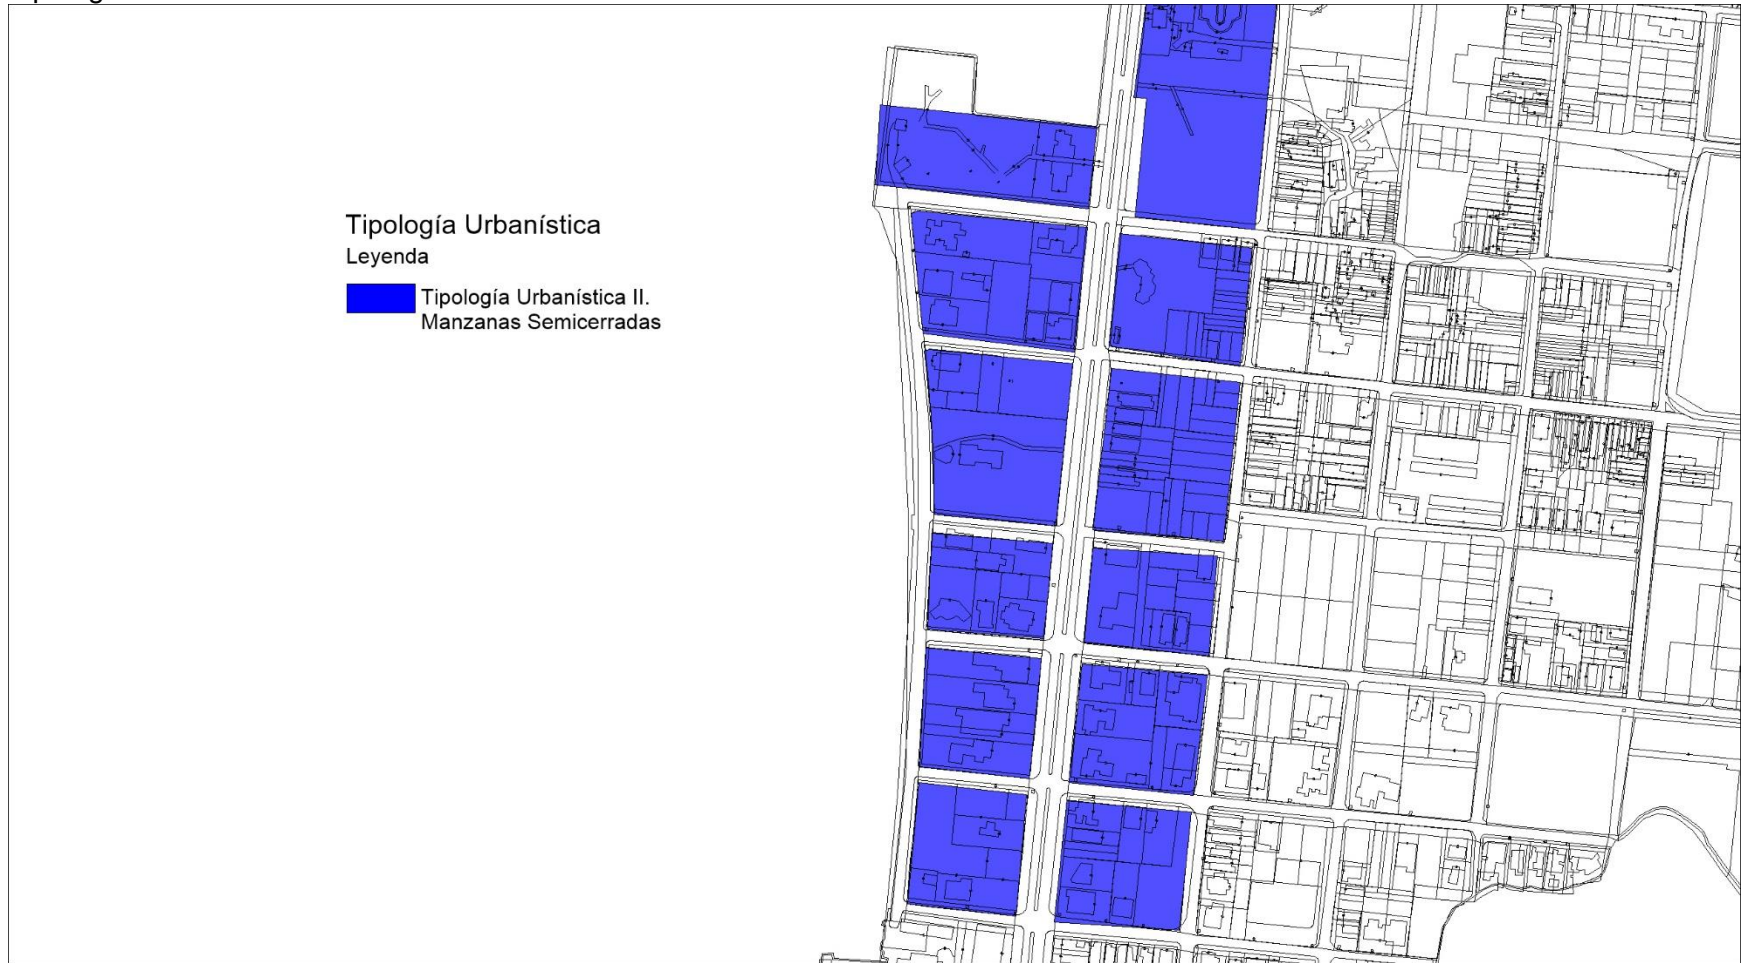 Tipología Urbanística
Leyenda
Tipología Urbanística II.
Manzanas Semicerradas